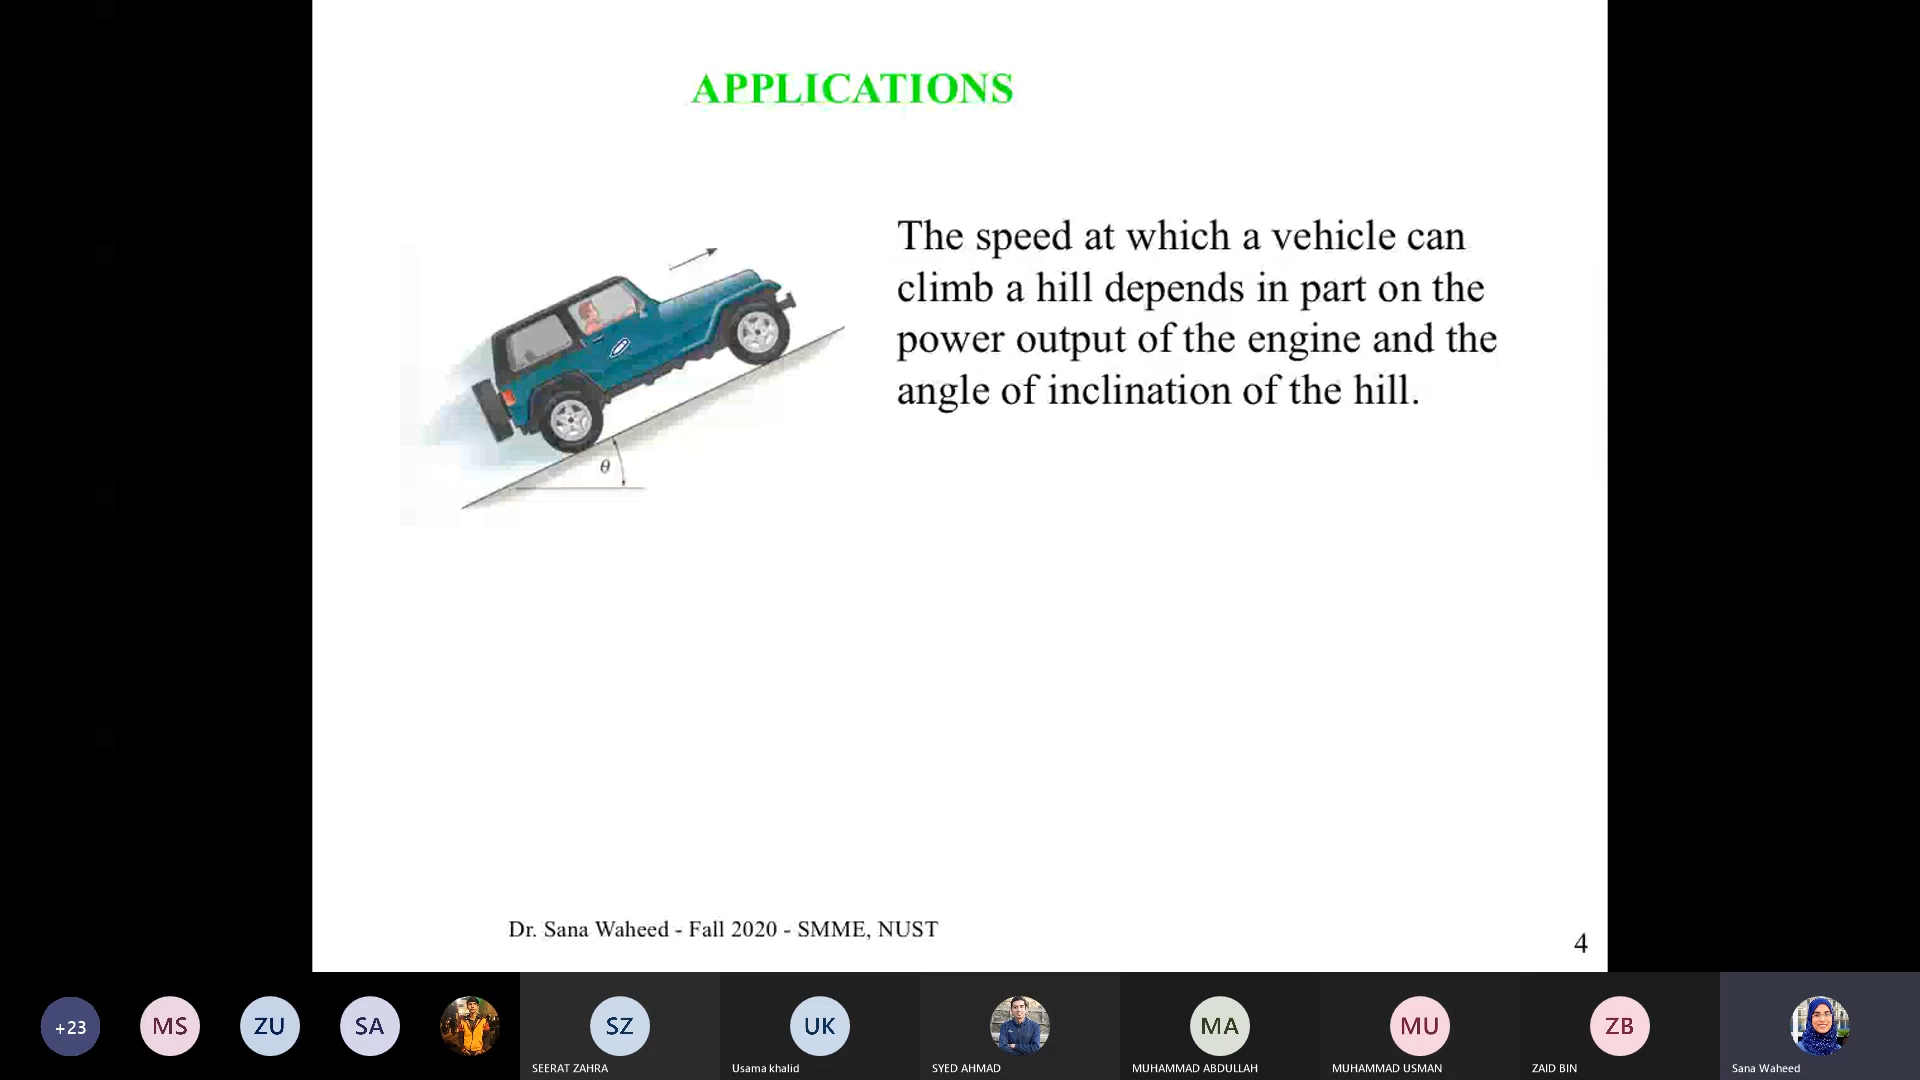 APPLICATIONS
The speed at which a vehicle can
climb a hill depends in part on the
power output of the engine and the
angle of inclination of the hill.
θ
Dr. Sana Waheed - Fall 2020 - SMME, NUST
4
+23
MS
ZU
SA
SZ
UK
MA
MU
ZB
SEERAT ZAHRA
Usama khalid
SYED AHMAD
MUHAMMAD ABDULLAH
MUHAMMAD USMAN
ZAID BIN
Sana Waheed